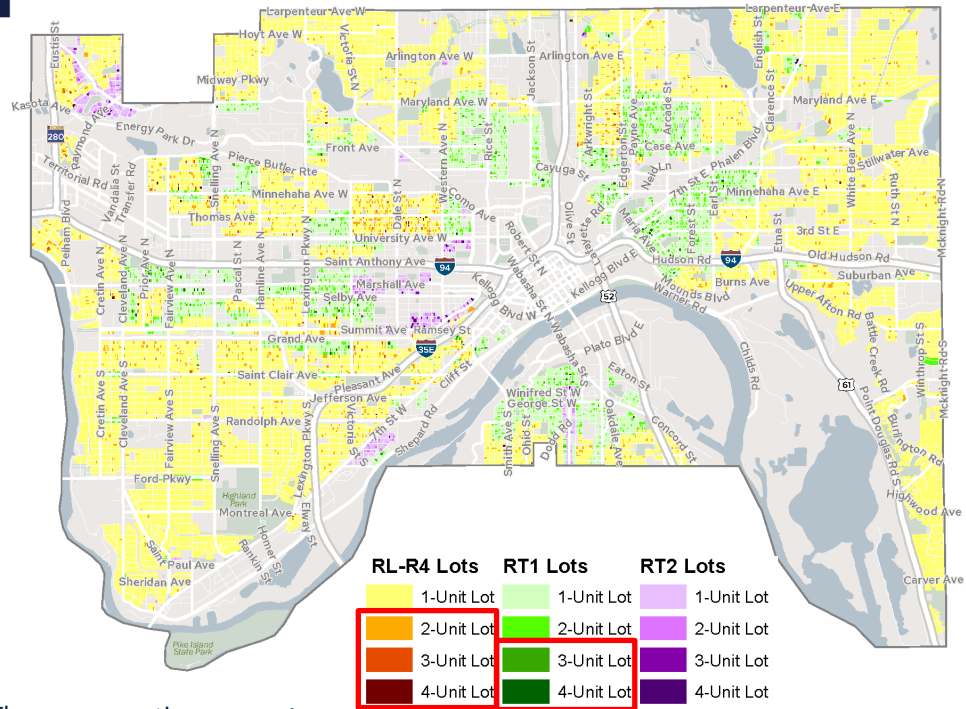 Larpenteur Ave W
Larpenteur Ave E
Eustis St
Hoyt Ave W
Victoria St N
Arlington Ave W
Jackson St
Arlington Ave E
English St
Clarence St
Midway Pkwy
Kasota Ave
280
Raymond Ave
Maryland Ave W
Maryland Ave E
Energy Park Dr
Front Ave
Western Ave N
Rice St
Arkwright St
Edgerton St
Payne Ave
Arcade St
Case Ave
White Bear Ave N
Stillwater Ave
Territorial Rd
Vandalia St
Transfer Rd
Snelling Ave N
Pierce Butler Rte
Cayuga St
Neid Ln
7th St E
Phalen Blvd
Ruth St N
Mcknight Rd N
Minnehaha Ave W
Dale St N
Como Ave
Earl St
Minnehaha Ave E
Thomas Ave
Pelham Blvd
University Ave W
Robert St N
Olive St
Lafayette Rd
Maria Ave
Forest St
Etna St
3rd St E
Cretin Ave N
Cleveland Ave N
Prior Ave N
Fairview Ave N
Pascal St N
Hamline Ave N
Lexington Pkwy N
Saint Anthony Ave
94
Wabasha St N
Kellogg Blvd E
Hudson Rd
94
Old Hudson Rd
Suburban Ave
Marshall Ave
Selby Ave
Kellogg Blvd W
52
Mounds Blvd
Warner Rd
Burns Ave
Upper Afton Rd
Summit Ave
Ramsey St
Grand Ave
35E
Wabasha St S
Plato Blvd E
Battle Creek Rd
Winthrop St S
Mcknight Rd S
Childs Rd
Saint Clair Ave
Pleasant Ave
Cliff St
Eaton St
61
Cretin Ave S
Cleveland Ave S
Fairview Ave S
Snelling Ave S
Jefferson Ave
Winifred St W
George St W
Randolph Ave
Lexington Pkwy S
Victoria St S
7th St W
Shepard Rd
Smith Ave S
Ohio St
Dodd Rd
Oakdale Ave
Concord St
Point Douglas Rd S
Burlington Rd
Ford Pkwy
Highland
Park
Montreal Ave
Elway St
Homer St
Rankin St
Highwood Ave
Saint Paul Ave
Sheridan Ave
Carver Ave
Pike Island
State Park
RL-R4 Lots
RT1 Lots
RT2 Lots
1-Unit Lot
1-Unit Lot
1-Unit Lot
2-Unit Lot
2-Unit Lot
2-Unit Lot
3-Unit Lot
3-Unit Lot
3-Unit Lot
4-Unit Lot
4-Unit Lot
4-Unit Lot